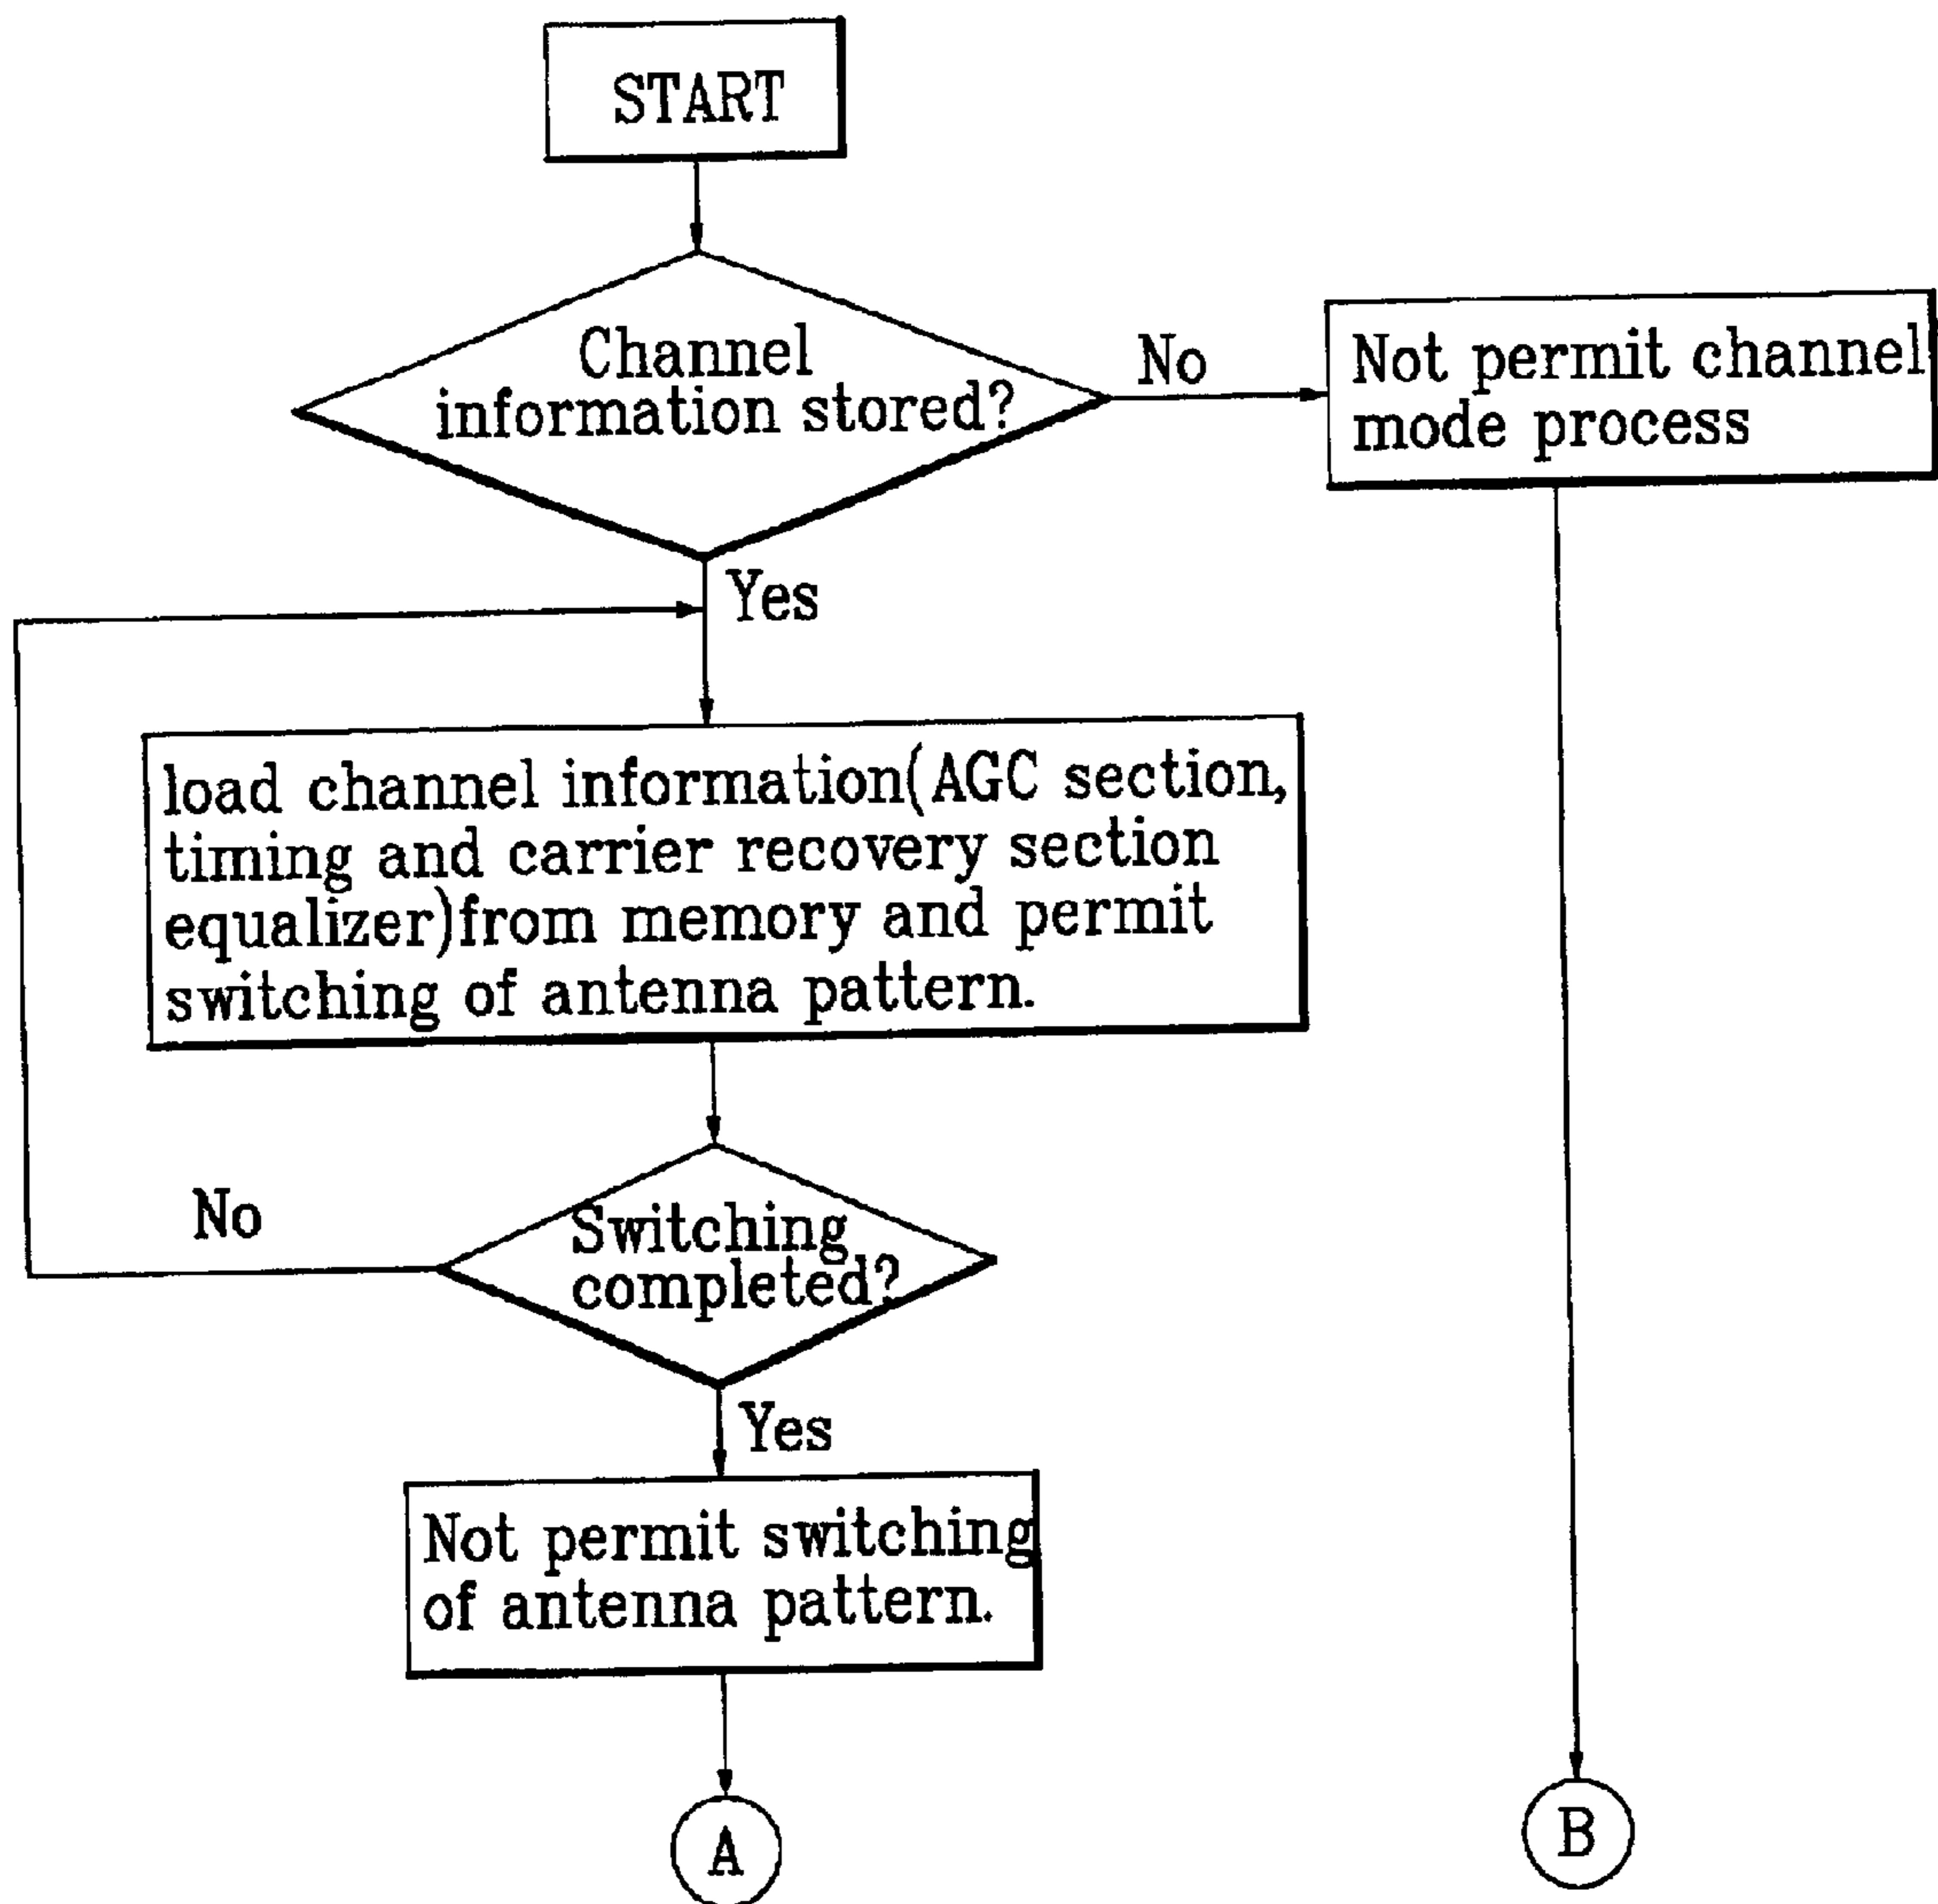 START
Channel
information stored?
No
Not permit channel
mode process
Yes
load channel information(AGC section,
timing and carrier recovery section
equalizer)from memory and permit
switching of antenna pattern.
No
Switching
completed?
Yes
Not permit switching
of antenna pattern.
A
B